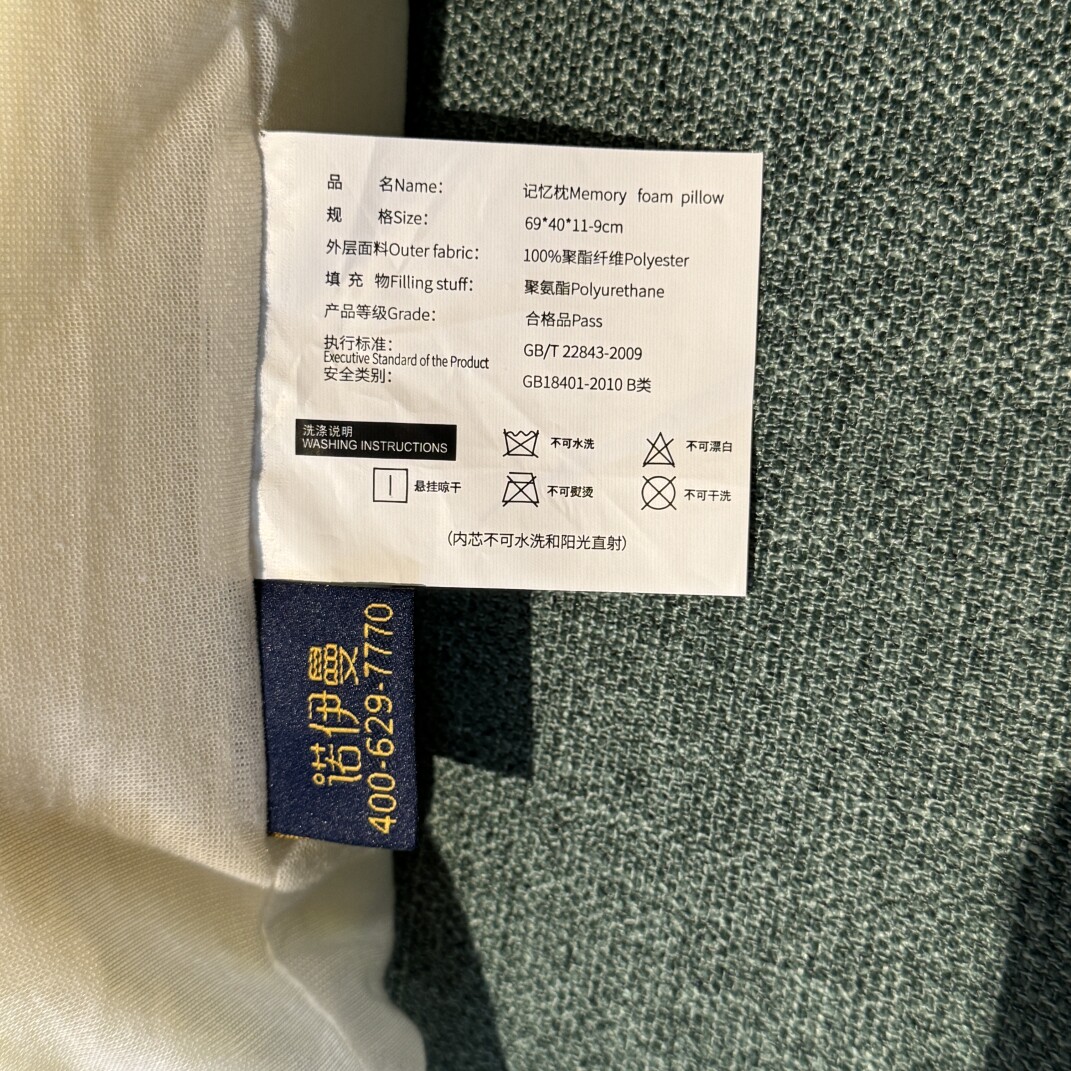 品 名Name： 记忆枕Memory foam pillow
规 格Size： 69*40*11-9cm
外层面料Outer fabric： 100%聚酯纤维Polyester
填 充 物Filling stuff： 聚氨酯Polyurethane
产品等级Grade： 合格品Pass
执行标准： GB/T 22843-2009
Executive Standard of the Product
安全类别： GB18401-2010 B类
洗涤说明
WASHING INSTRUCTIONS
不可水洗 不可漂白
悬挂晾干 不可熨烫 不可干洗
(内芯不可水洗和阳光直射)
诺伊曼
400-629-7770